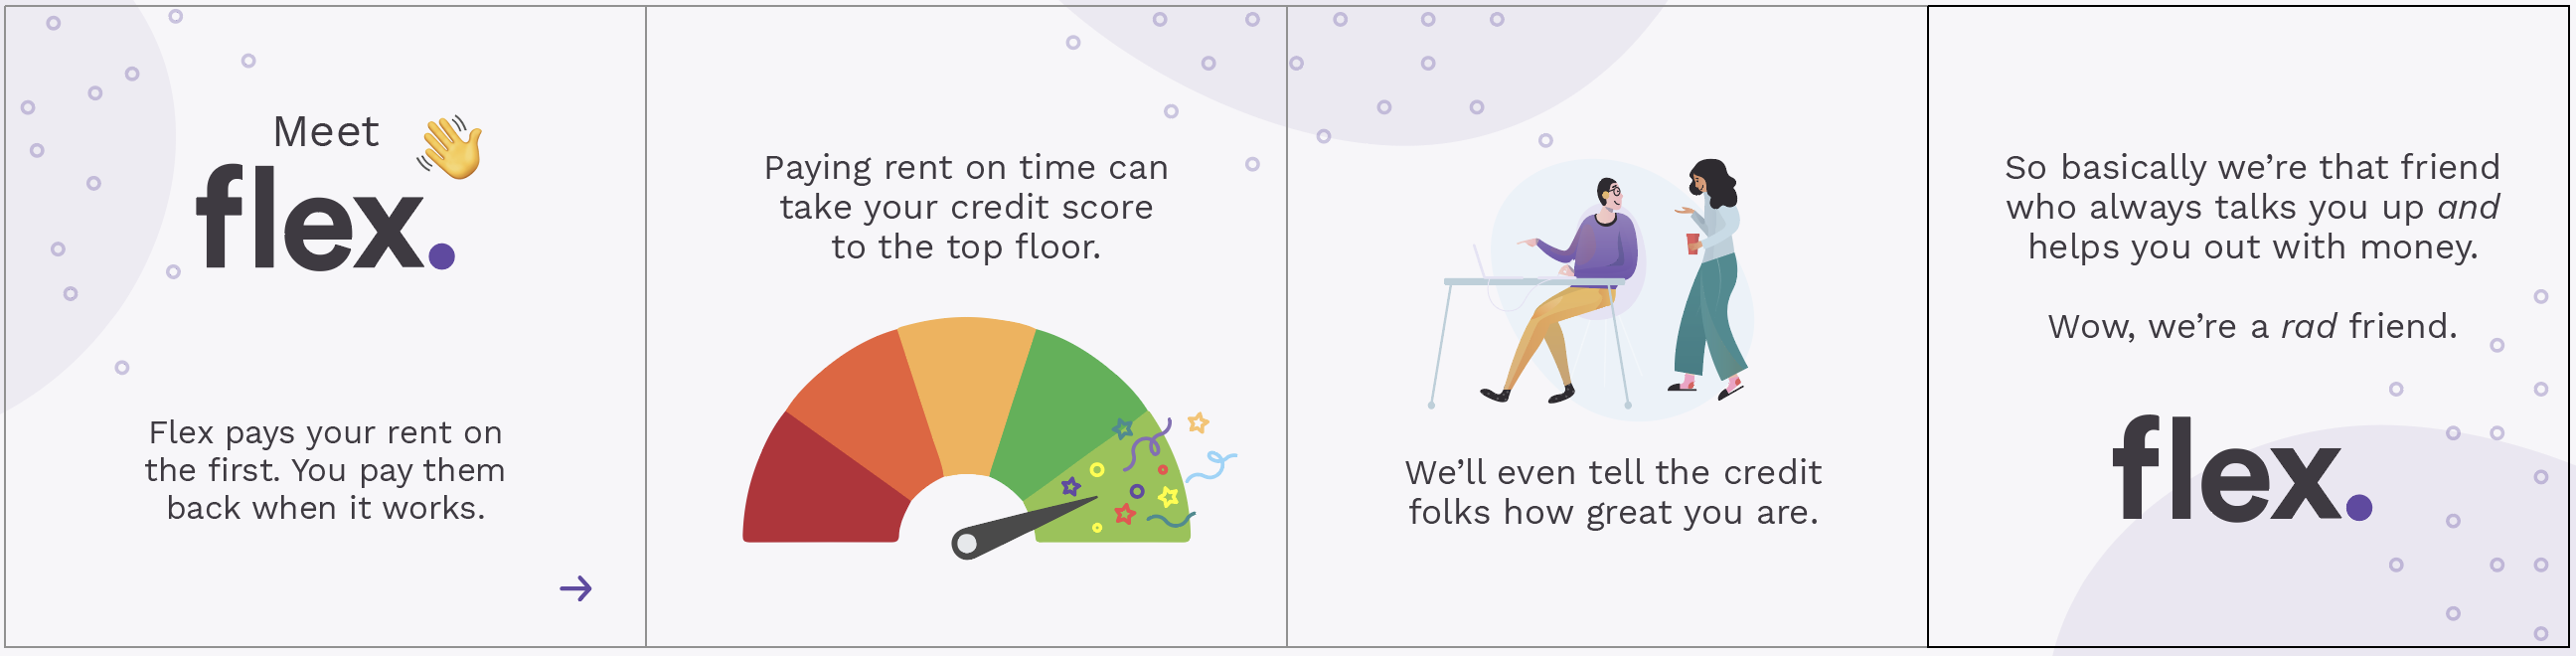 Meet
flex.
Flex pays your rent on
the first. You pay them
back when it works.
Paying rent on time can
take your credit score
to the top floor.
We’ll even tell the credit
folks how great you are.
So basically we’re that friend
who always talks you up and
helps you out with money.
Wow, we’re a rad friend.
flex.